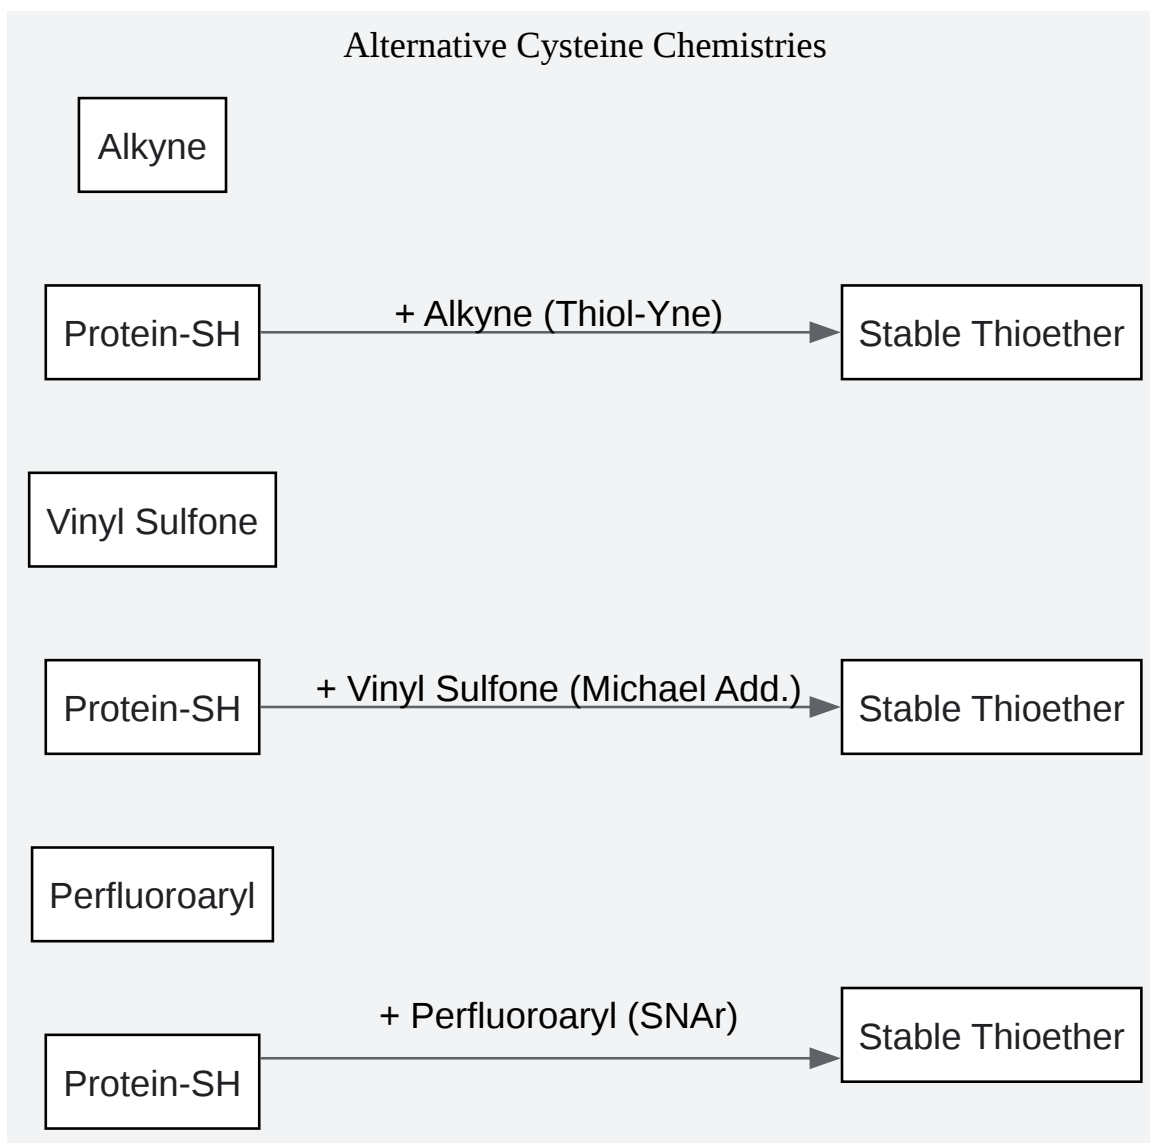 Alternative Cysteine Chemistries
Alkyne
Protein-SH
+ Alkyne (Thiol-Yne)
Stable Thioether
Vinyl Sulfone
Protein-SH
+ Vinyl Sulfone (Michael Add.)
Stable Thioether
Perfluoroaryl
Protein-SH
+ Perfluoroaryl (SNAr)
Stable Thioether